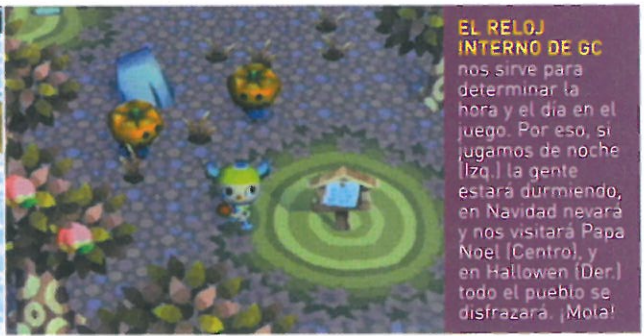 EL RELOJ
INTERNO DE GC
nos sirve para
determinar la
hora y el día en el
juego. Por eso, si
jugamos de noche
(Izq.) la gente
estará durmiendo,
en Navidad nevará
y nos visitará Papa
Noel (Centro), y
en Hallowen (Der.)
todo el pueblo se
disfrazará. ¡Mola!